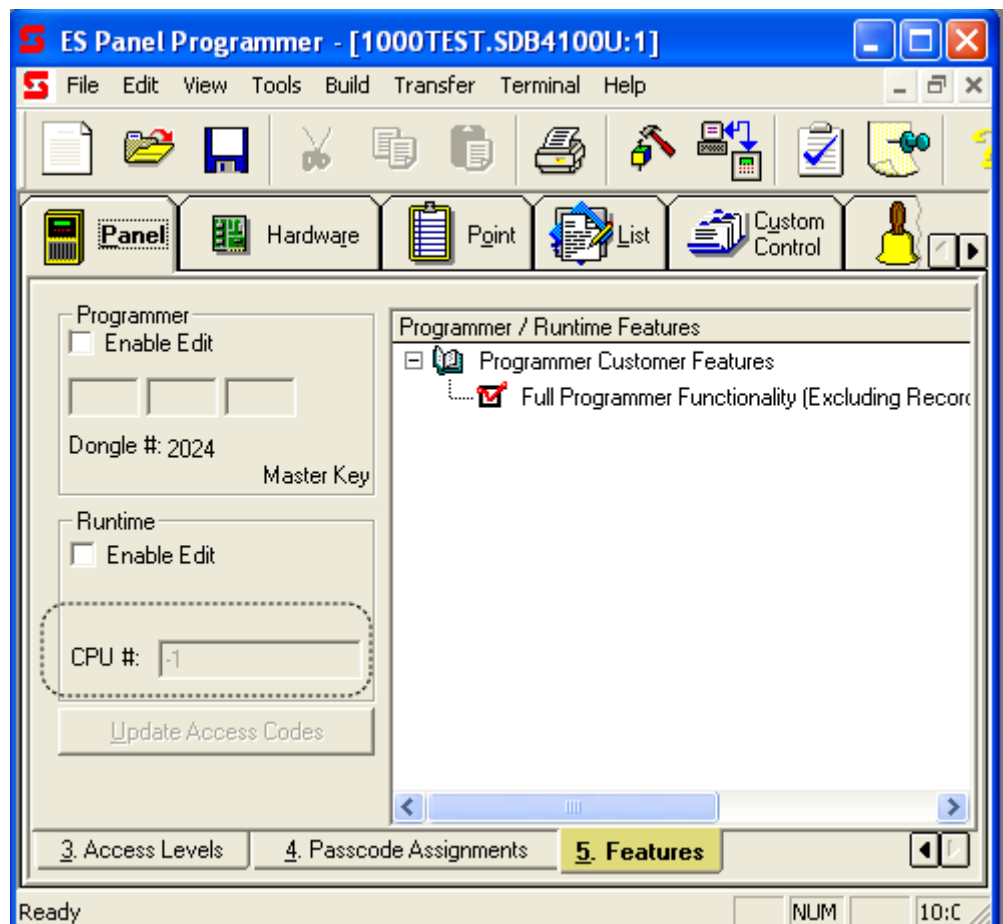 ES Panel Programmer - [1000TEST.SDB4100U:1]
File Edit View Tools Build Transfer Terminal Help
Panel Hardware Point List Custom Control
Programmer
Enable Edit
Dongle #: 2024
Master Key
Runtime
Enable Edit
CPU #: -1
Update Access Codes
Programmer / Runtime Features
Programmer Customer Features
Full Programmer Functionality (Excluding Recor
3. Access Levels 4. Passcode Assignments 5. Features
Ready NUM 10:0